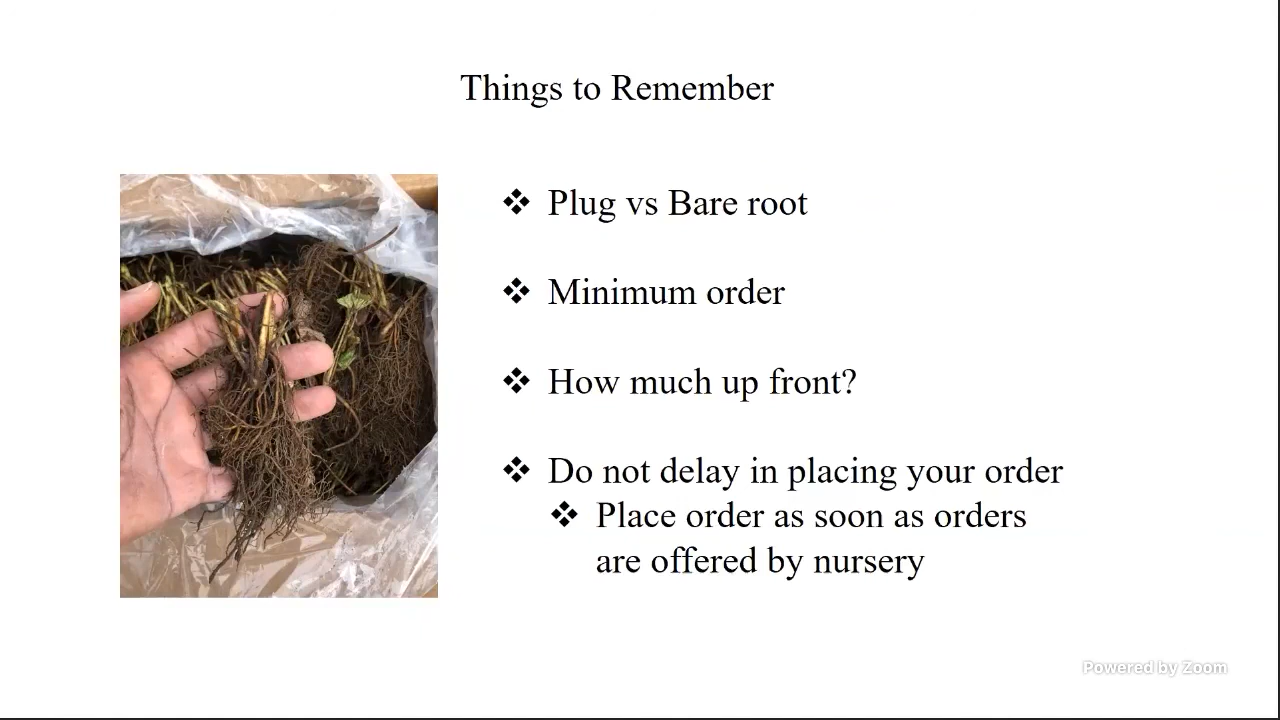 Things to Remember
❖ Plug vs Bare root
❖ Minimum order
❖ How much up front?
❖ Do not delay in placing your order
❖ Place order as soon as orders
are offered by nursery
Powered by Zoom